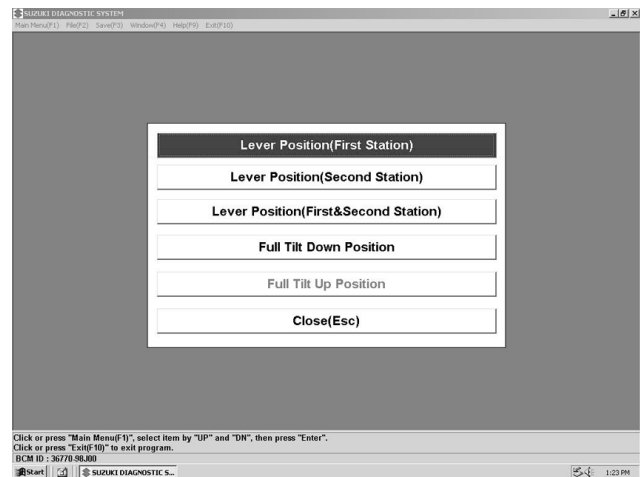 SUZUKI DIAGNOSTIC SYSTEM
Main Menu(F1) File(F2) Save(F3) Window(F4) Help(F9) Exit(F10)
Lever Position(First Station)
Lever Position(Second Station)
Lever Position(First&Second Station)
Full Tilt Down Position
Full Tilt Up Position
Close(Esc)
Click or press "Main Menu(F1)", select item by "UP" and "DN", then press "Enter".
Click or press "Exit(F10)" to exit program.
BCM ID : 36770-98J00
Start SUZUKI DIAGNOSTIC S... 1:23 PM